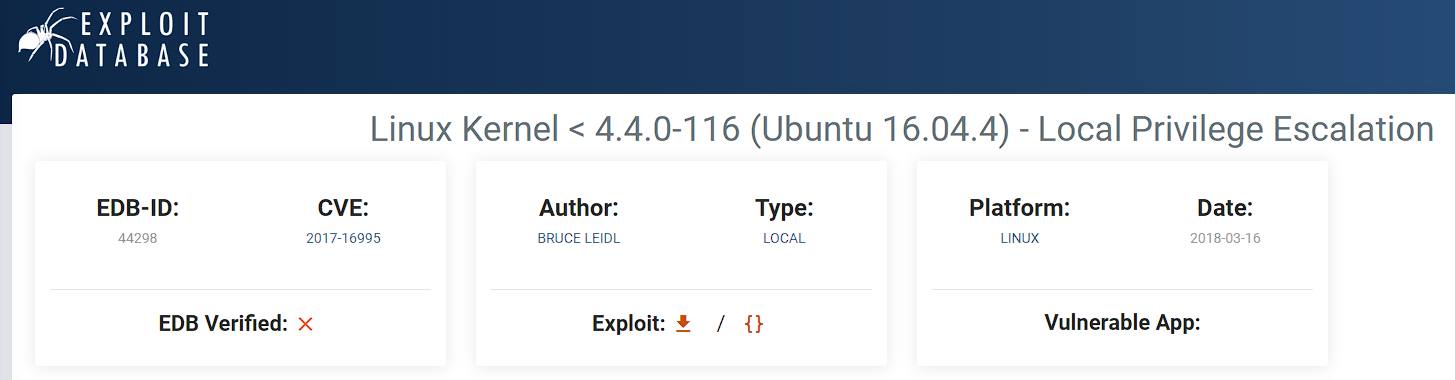 EXPLOIT
DATABASE
Linux Kernel < 4.4.0-116 (Ubuntu 16.04.4) - Local Privilege Escalation
EDB-ID: CVE: Author: Type: Platform: Date:
44298 2017-16995 BRUCE LEIDL LOCAL LINUX 2018-03-16
EDB Verified: Exploit: / {} Vulnerable App: